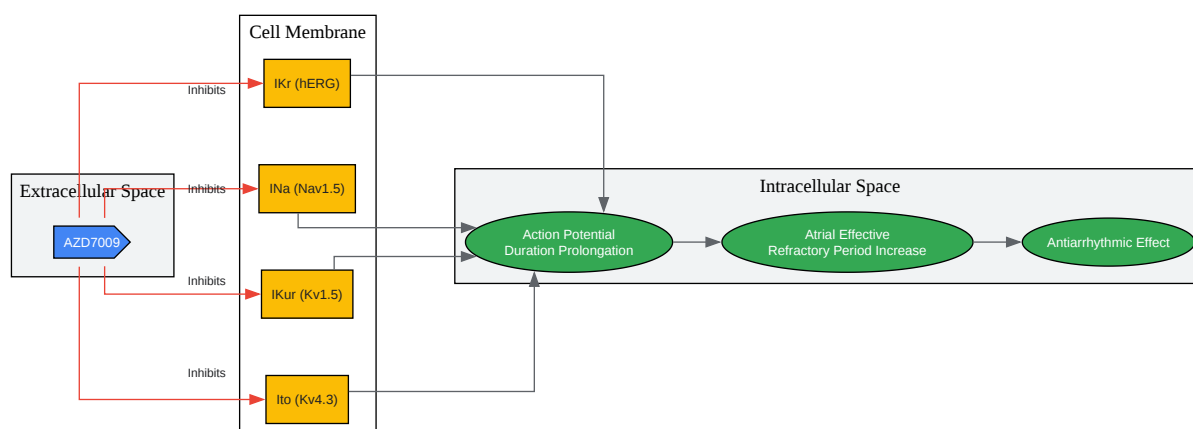 Cell Membrane
IKr (hERG)
Inhibits
INa (Nav1.5)
Inhibits
Extracellular Space
AZD7009
Intracellular Space
Action Potential
Duration Prolongation
Atrial Effective
Refractory Period Increase
Antiarrhythmic Effect
Inhibits
IKur (Kv1.5)
Inhibits
Ito (Kv4.3)